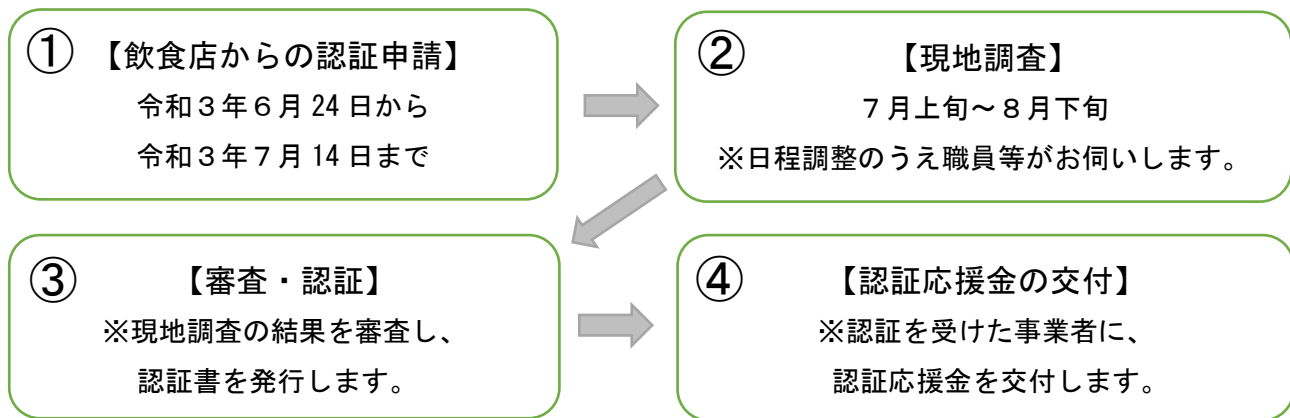 ① 【飲食店からの認証申請】
令和３年６月 24 日から
令和３年７月 14 日まで
② 【現地調査】
７月上旬～８月下旬
※日程調整のうえ職員等がお伺いします。
③ 【審査・認証】
※現地調査の結果を審査し、
認証書を発行します。
④ 【認証応援金の交付】
※認証を受けた事業者に、
認証応援金を交付します。